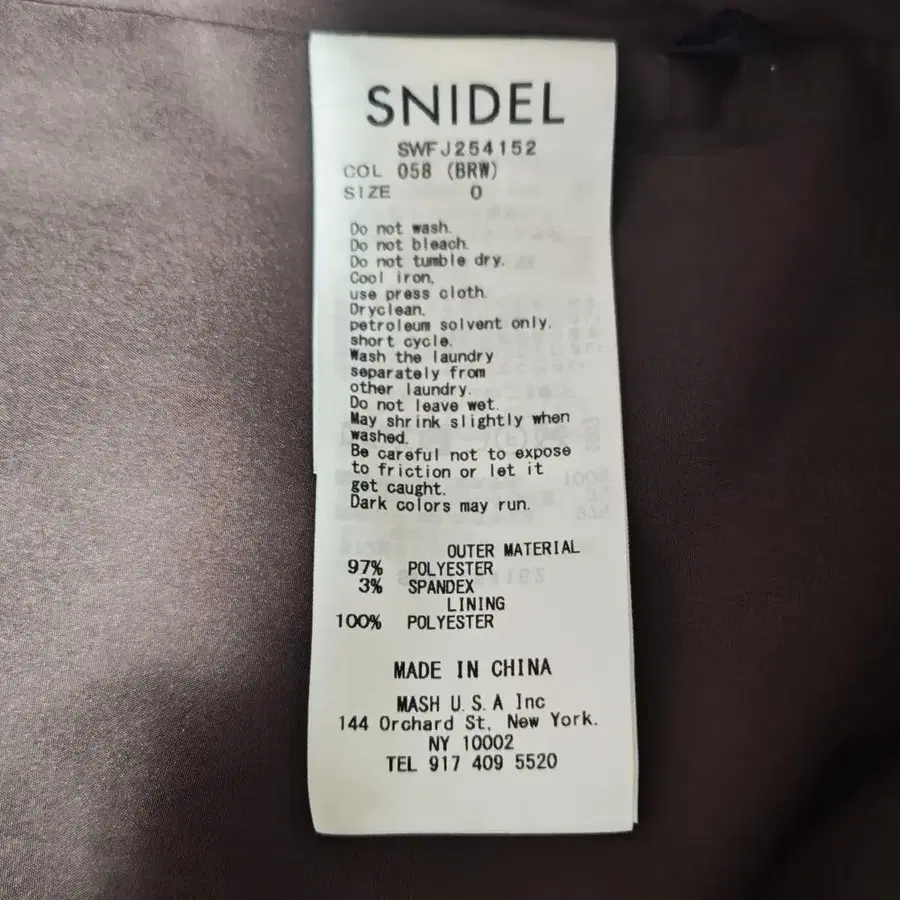 SNIDEL
SWFJ254152
COL 058 (BRW)
SIZE 0
Do not wash.
Do not bleach.
Do not tumble dry.
Cool iron,
use press cloth.
Dryclean.
petroleum solvent only.
short cycle.
Wash the laundry
separately from
other laundry.
Do not leave wet.
May shrink slightly when
washed.
Be careful not to expose
to friction or let it
get caught.
Dark colors may run.
OUTER MATERIAL
97% POLYESTER
3% SPANDEX
LINING
100% POLYESTER
MADE IN CHINA
MASH U.S.A Inc
144 Orchard St, New York.
NY 10002
TEL 917 409 5520